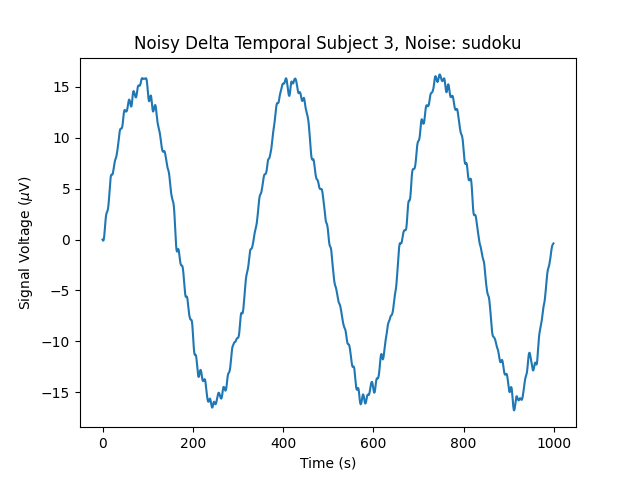 Noisy Delta Temporal Subject 3, Noise: sudoku
Signal Voltage (μV)
15
10
5
0
−5
−10
−15
0 200 400 600 800 1000
Time (s)